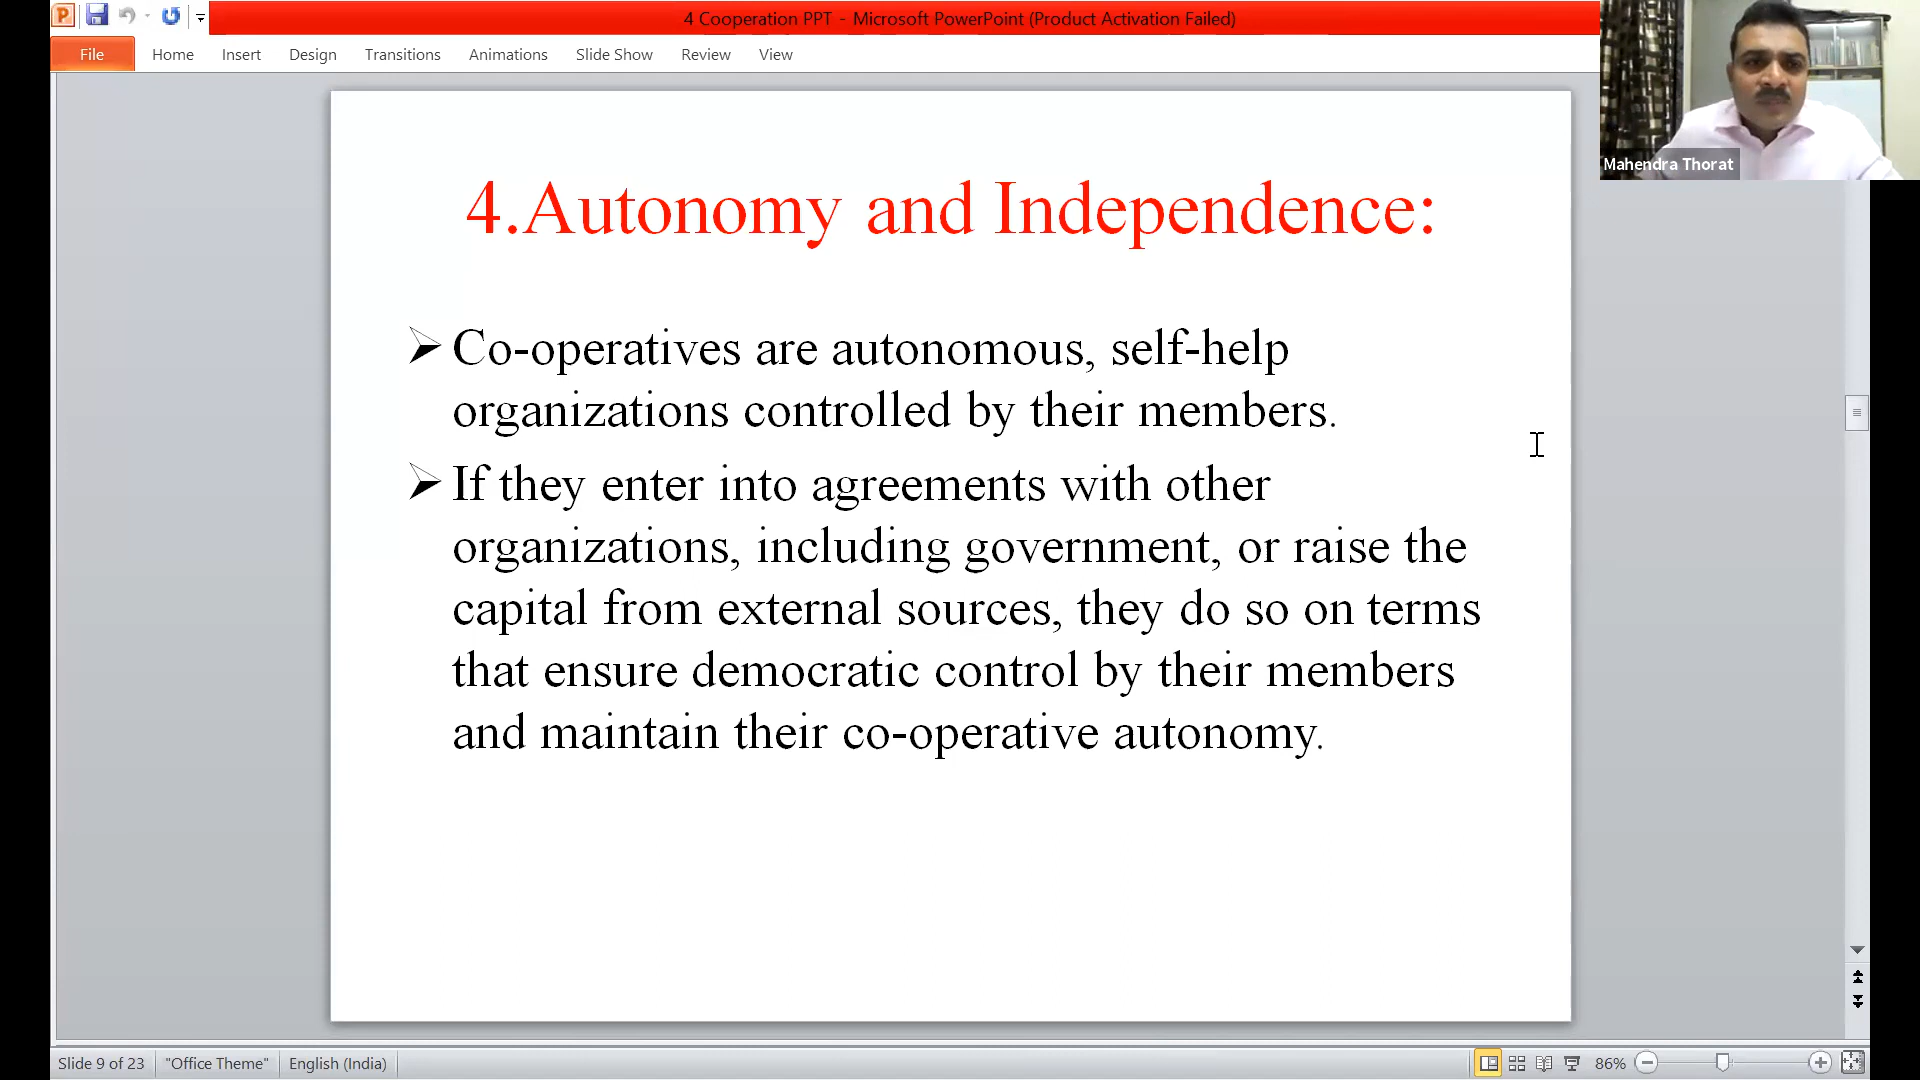 4 Cooperation PPT - Microsoft PowerPoint (Product Activation Failed)
File Home Insert Design Transitions Animations Slide Show Review View
Mahendra Thorat
4.Autonomy and Independence:
Co-operatives are autonomous, self-help
organizations controlled by their members.
If they enter into agreements with other
organizations, including government, or raise the
capital from external sources, they do so on terms
that ensure democratic control by their members
and maintain their co-operative autonomy.
Slide 9 of 23 "Office Theme" English (India) 86%